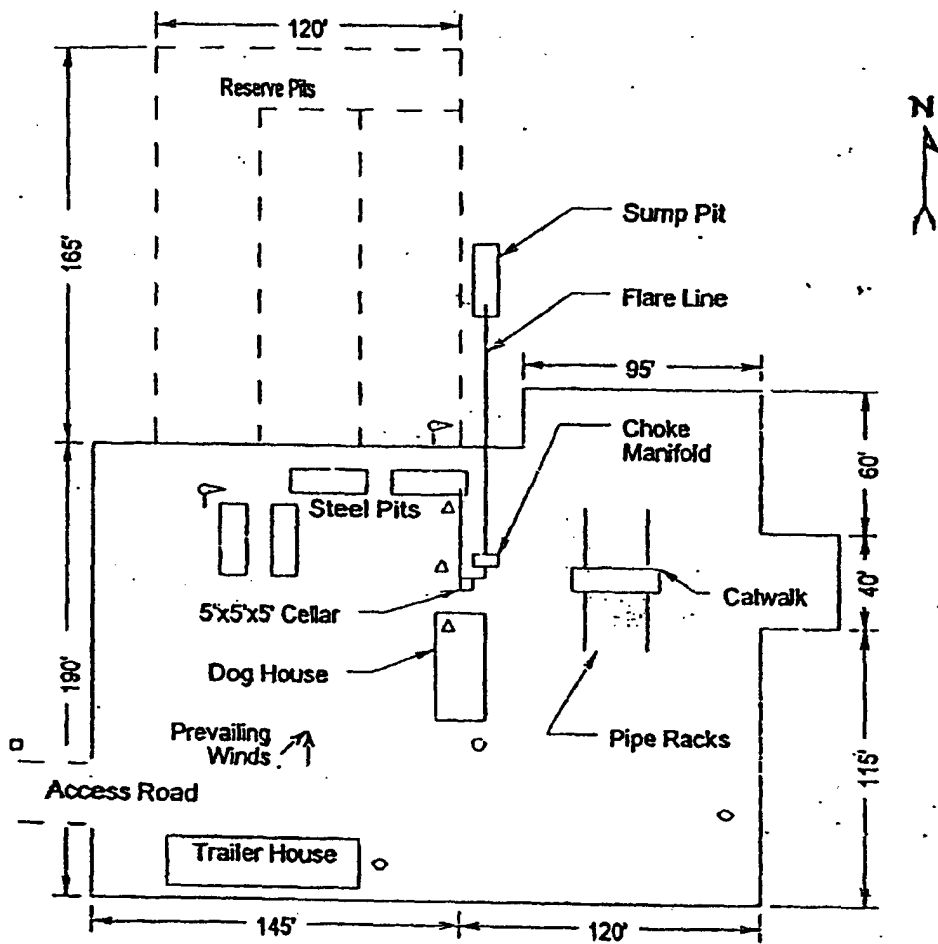 120'
Reserve Pits
N
165'
Sump Pit
Flare Line
95'
Choke
Manifold
60'
Steel Pits
40'
Catwalk
5'x5'x5' Cellar
Dog House
190'
Prevailing
Winds
Pipe Racks
115'
Access Road
Trailer House
145'
120'